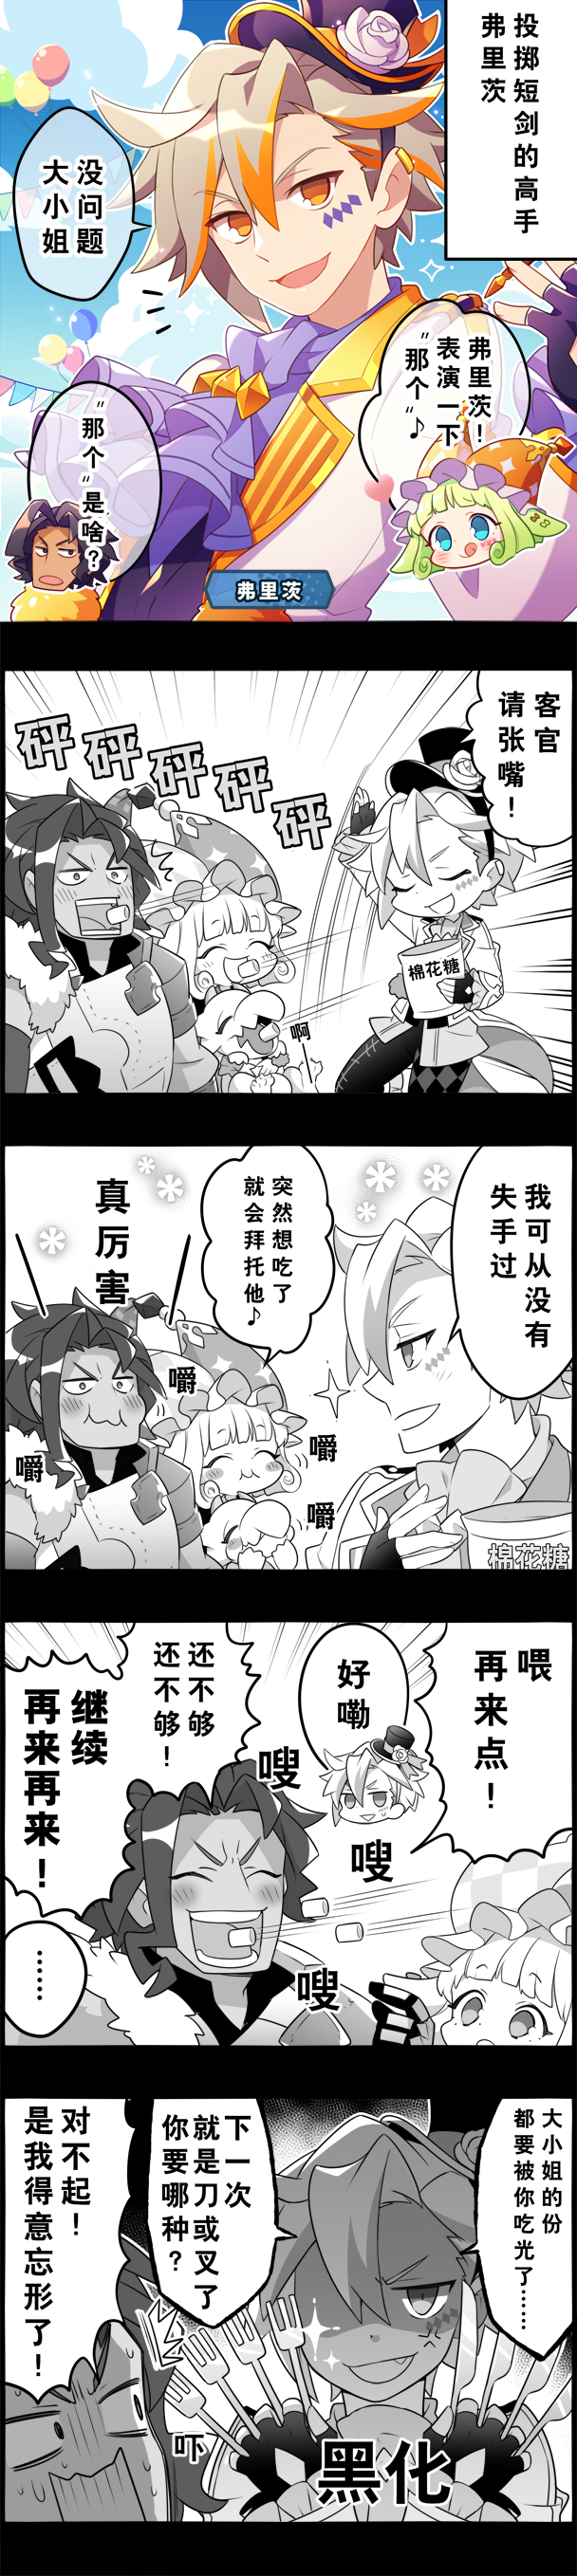 投掷短剑的高手
弗里茨
弗里茨！
表演一下
“那个”♪
没问题
大小姐
“那个”是啥？
弗里茨
客官
请张嘴！
砰
砰
砰
砰
砰
棉花糖
啊
我可从没有
失手过
突然想吃了
就会拜托他♪
真厉害
嚼
嚼
嚼
嚼
棉花糖
喂
再来点！
好嘞
还不够
还不够！
继续
再来再来！
嗖
嗖
嗖
……
大小姐的份
都要被你吃光了……
下一次
就是刀或叉了
你要哪种？
对不起！
是我得意忘形了！
吓
黑化